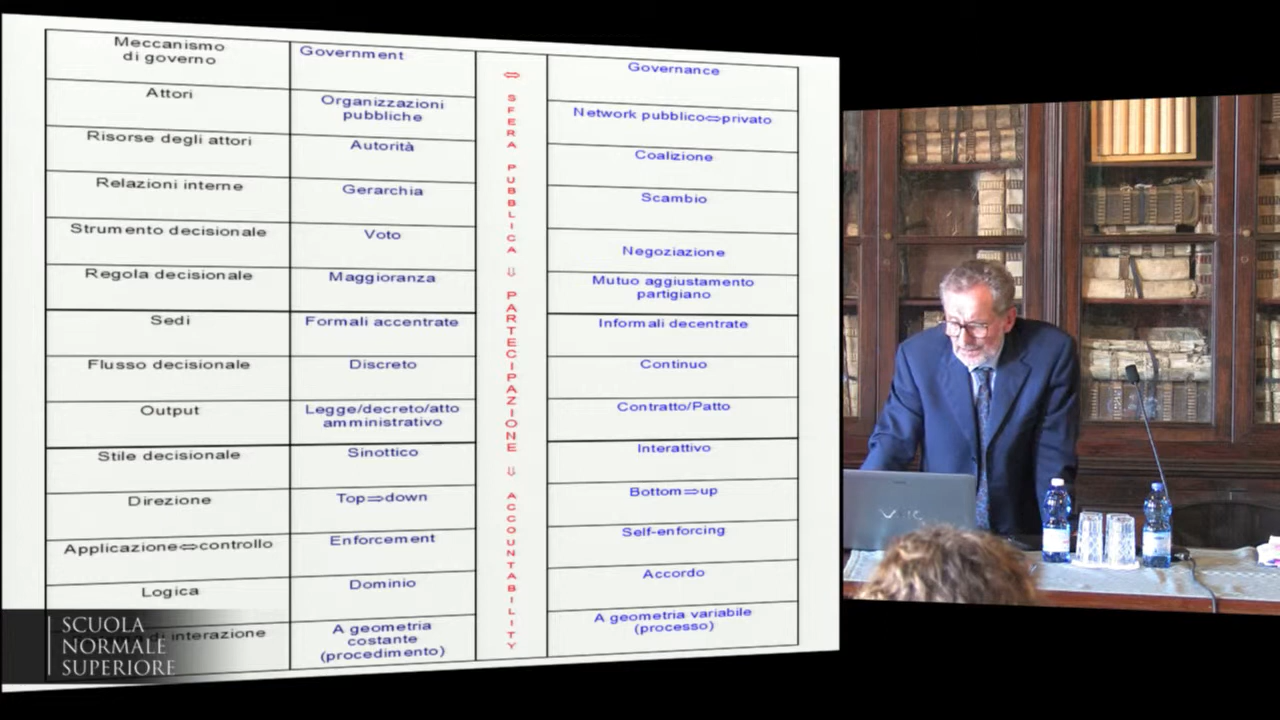 Meccanismo
di governo
Government
Governance
Attori
Organizzazioni
pubbliche
Network pubblico⇔privato
Risorse degli attori
Autorità
Coalizione
Relazioni interne
Gerarchia
Scambio
Strumento decisionale
Voto
Negoziazione
Regola decisionale
Maggioranza
Mutuo aggiustamento
partigiano
Sedi
Formali accentrate
Informali decentrate
Flusso decisionale
Discreto
Continuo
Output
Legge/decreto/atto
amministrativo
Contratto/Patto
Stile decisionale
Sinottico
Interattivo
Direzione
Top⇒down
Bottom⇒up
Applicazione⇔controllo
Enforcement
Self-enforcing
Logica
Dominio
Accordo
di interazione
A geometria
costante
(procedimento)
A geometria variabile
(processo)
⇔ SFERA PUBBLICA ⇓ PARTECIPAZIONE ⇓ ACCOUNTABILITY
SCUOLA
NORMALE
SUPERIORE